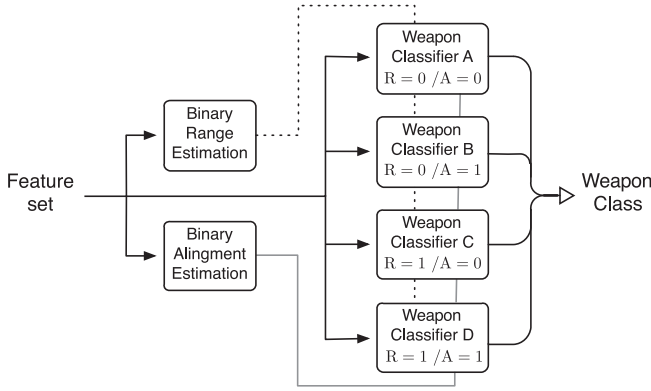 Feature
set
Binary
Range
Estimation
Binary
Alingment
Estimation
Weapon
Classifier A
R = 0 /A = 0
Weapon
Classifier B
R = 0 /A = 1
Weapon
Classifier C
R = 1 /A = 0
Weapon
Classifier D
R = 1 /A = 1
Weapon
Class